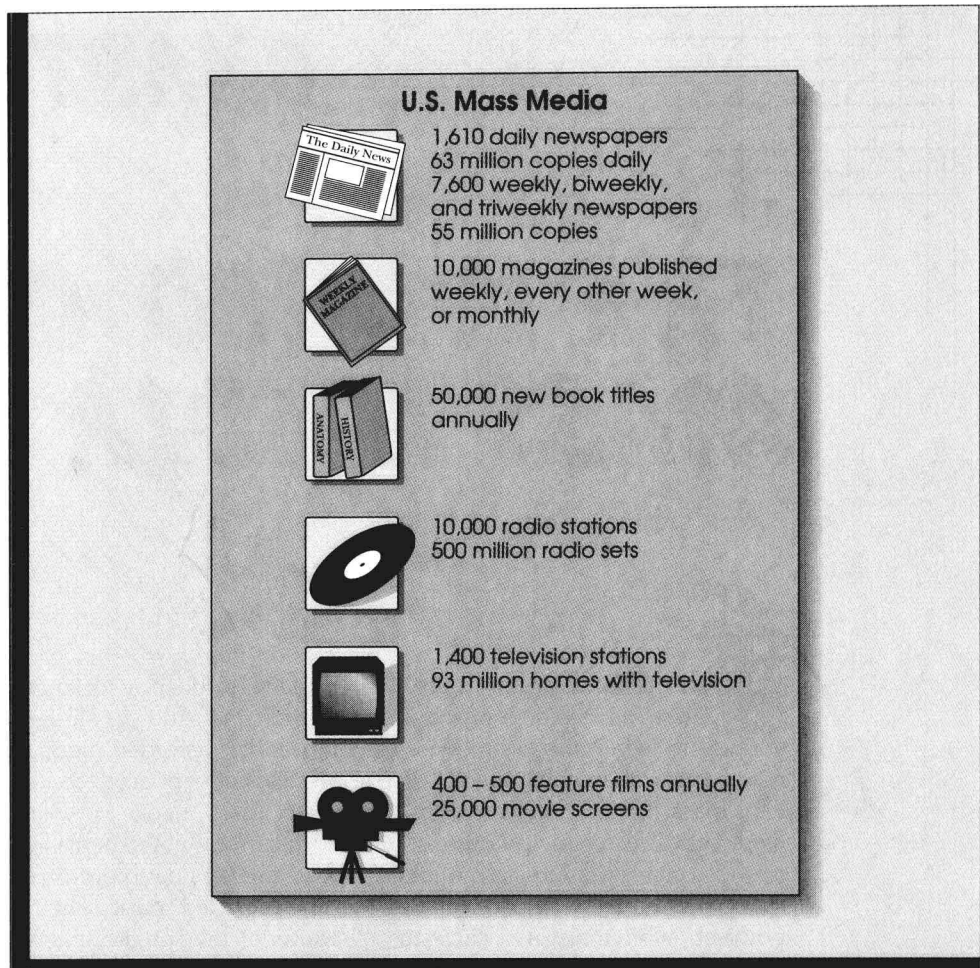 U.S. Mass Media
The Daily News
1,610 daily newspapers
63 million copies daily
7,600 weekly, biweekly,
and triweekly newspapers
55 million copies
WEEKLY
MAGAZINE
10,000 magazines published
weekly, every other week,
or monthly
ANATOMY
HISTORY
50,000 new book titles
annually
10,000 radio stations
500 million radio sets
1,400 television stations
93 million homes with television
400 – 500 feature films annually
25,000 movie screens